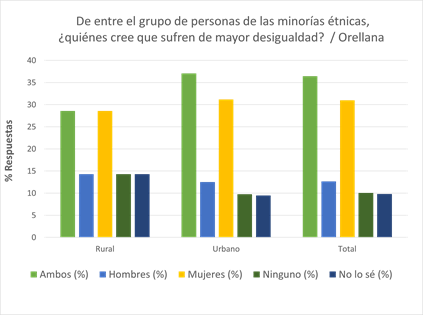 De entre el grupo de personas de las minorías étnicas,
¿quiénes cree que sufren de mayor desigualdad? / Orellana
% Respuestas
40
35
30
25
20
15
10
5
0
Rural Urbano Total
Ambos (%) Hombres (%) Mujeres (%) Ninguno (%) No lo sé (%)